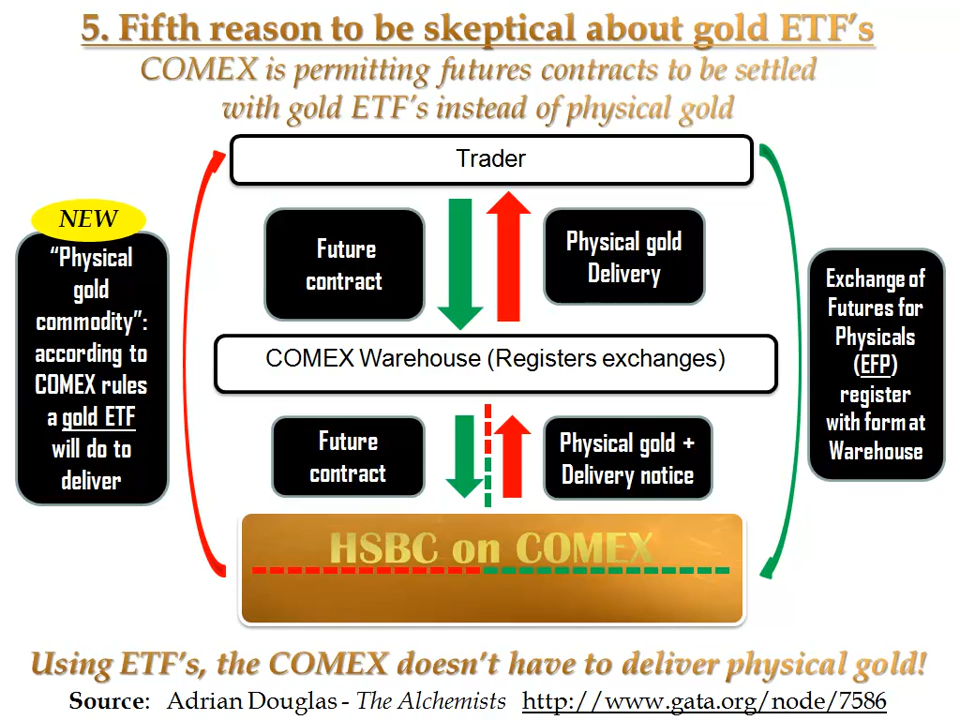 5. Fifth reason to be skeptical about gold ETF's
COMEX is permitting futures contracts to be settled
with gold ETF's instead of physical gold
Trader
NEW
“Physical
gold
commodity”:
according to
COMEX rules
a gold ETF
will do to
deliver
Future
contract
Physical gold
Delivery
Exchange of
Futures for
Physicals
(EFP)
register
with form at
Warehouse
COMEX Warehouse (Registers exchanges)
Future
contract
Physical gold +
Delivery notice
HSBC on COMEX
Using ETF's, the COMEX doesn't have to deliver physical gold!
Source: Adrian Douglas - The Alchemists http://www.gata.org/node/7586